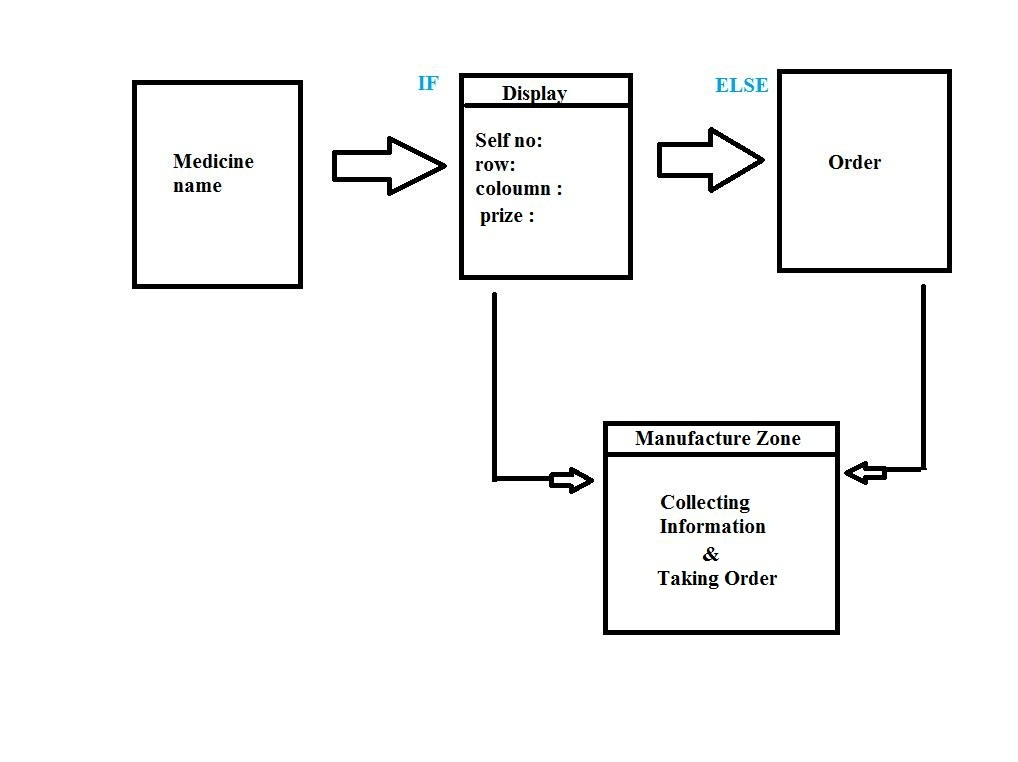 IF
ELSE
Medicine
name
Display
Self no:
row:
coloumn :
prize :
Order
Manufacture Zone
Collecting
Information
&
Taking Order